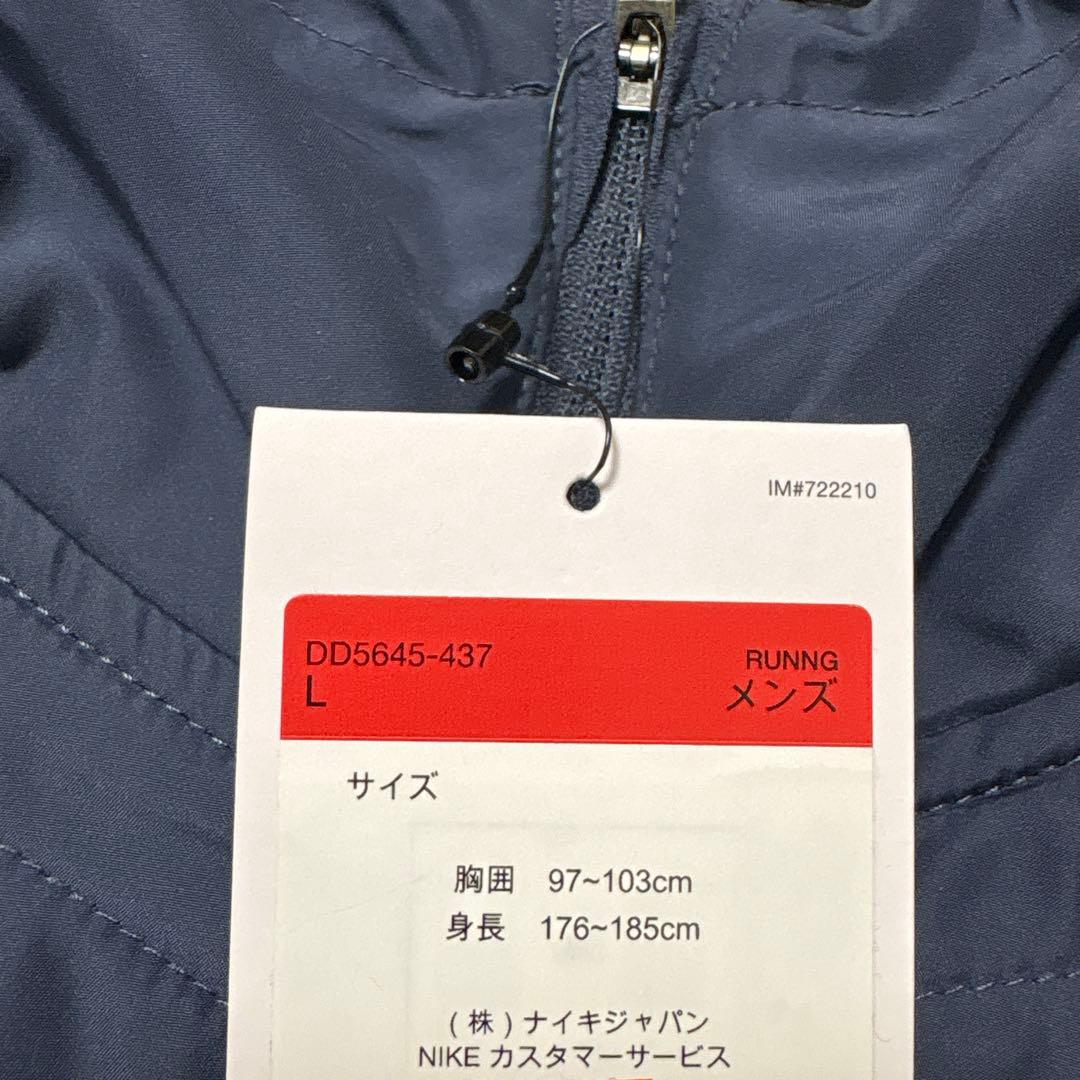 IM#722210
DD5645-437
RUNNG
L
メンズ
サイズ
胸囲 97~103cm
身長 176~185cm
(株)ナイキジャパン
NIKE カスタマーサービス